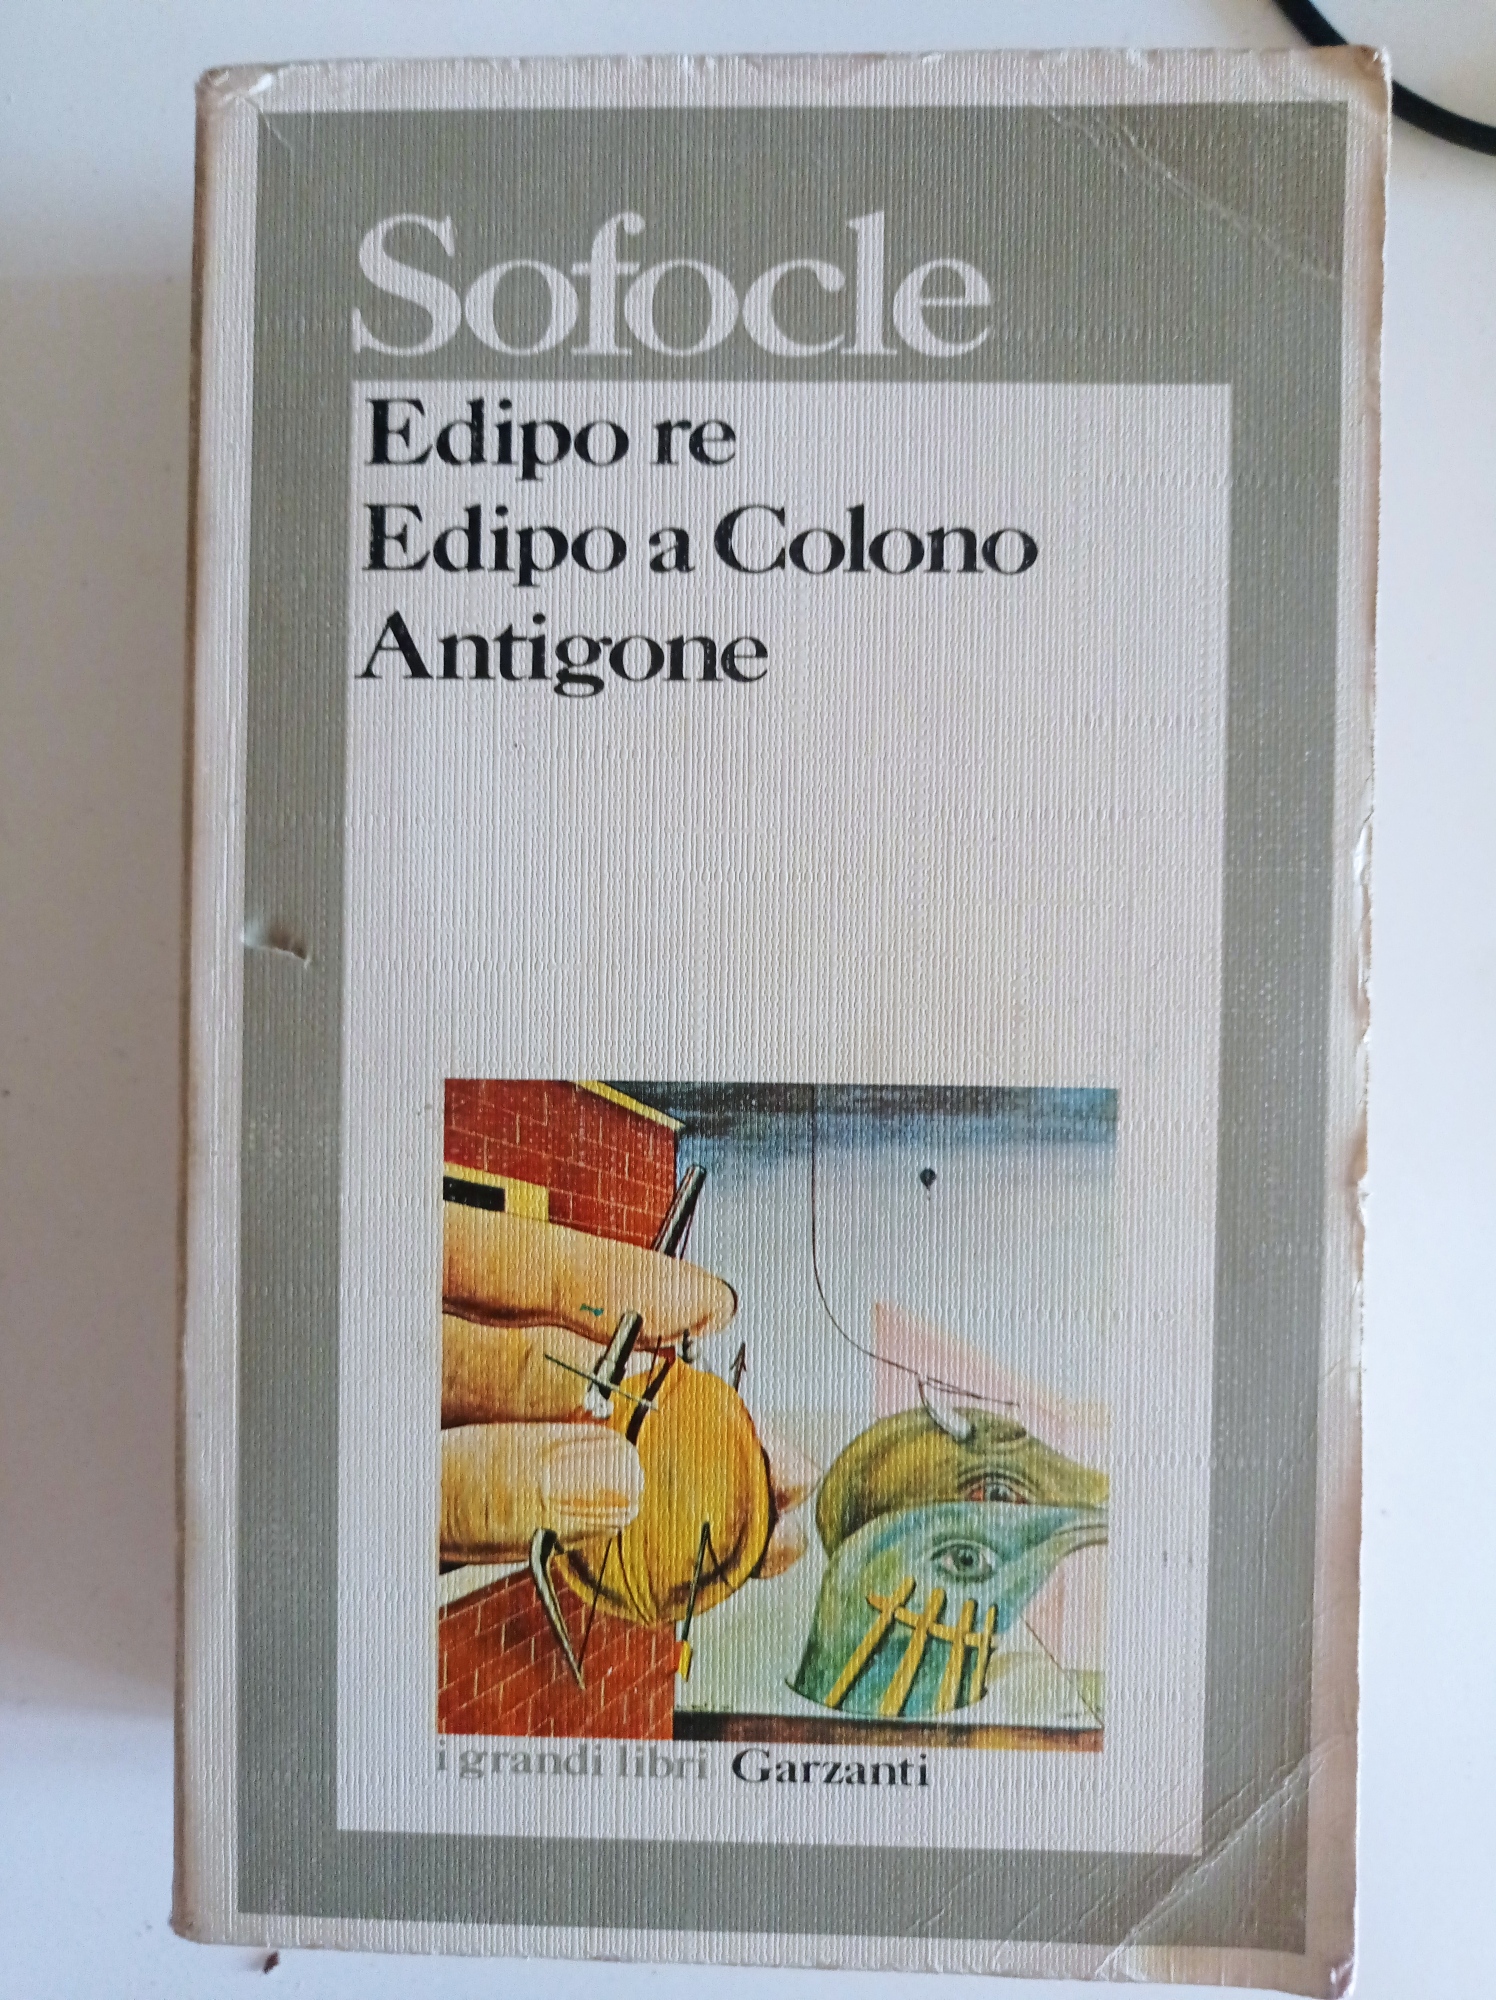 Sofocle
Edipo re
Edipo a Colono
Antigone
i grandi libri Garzanti